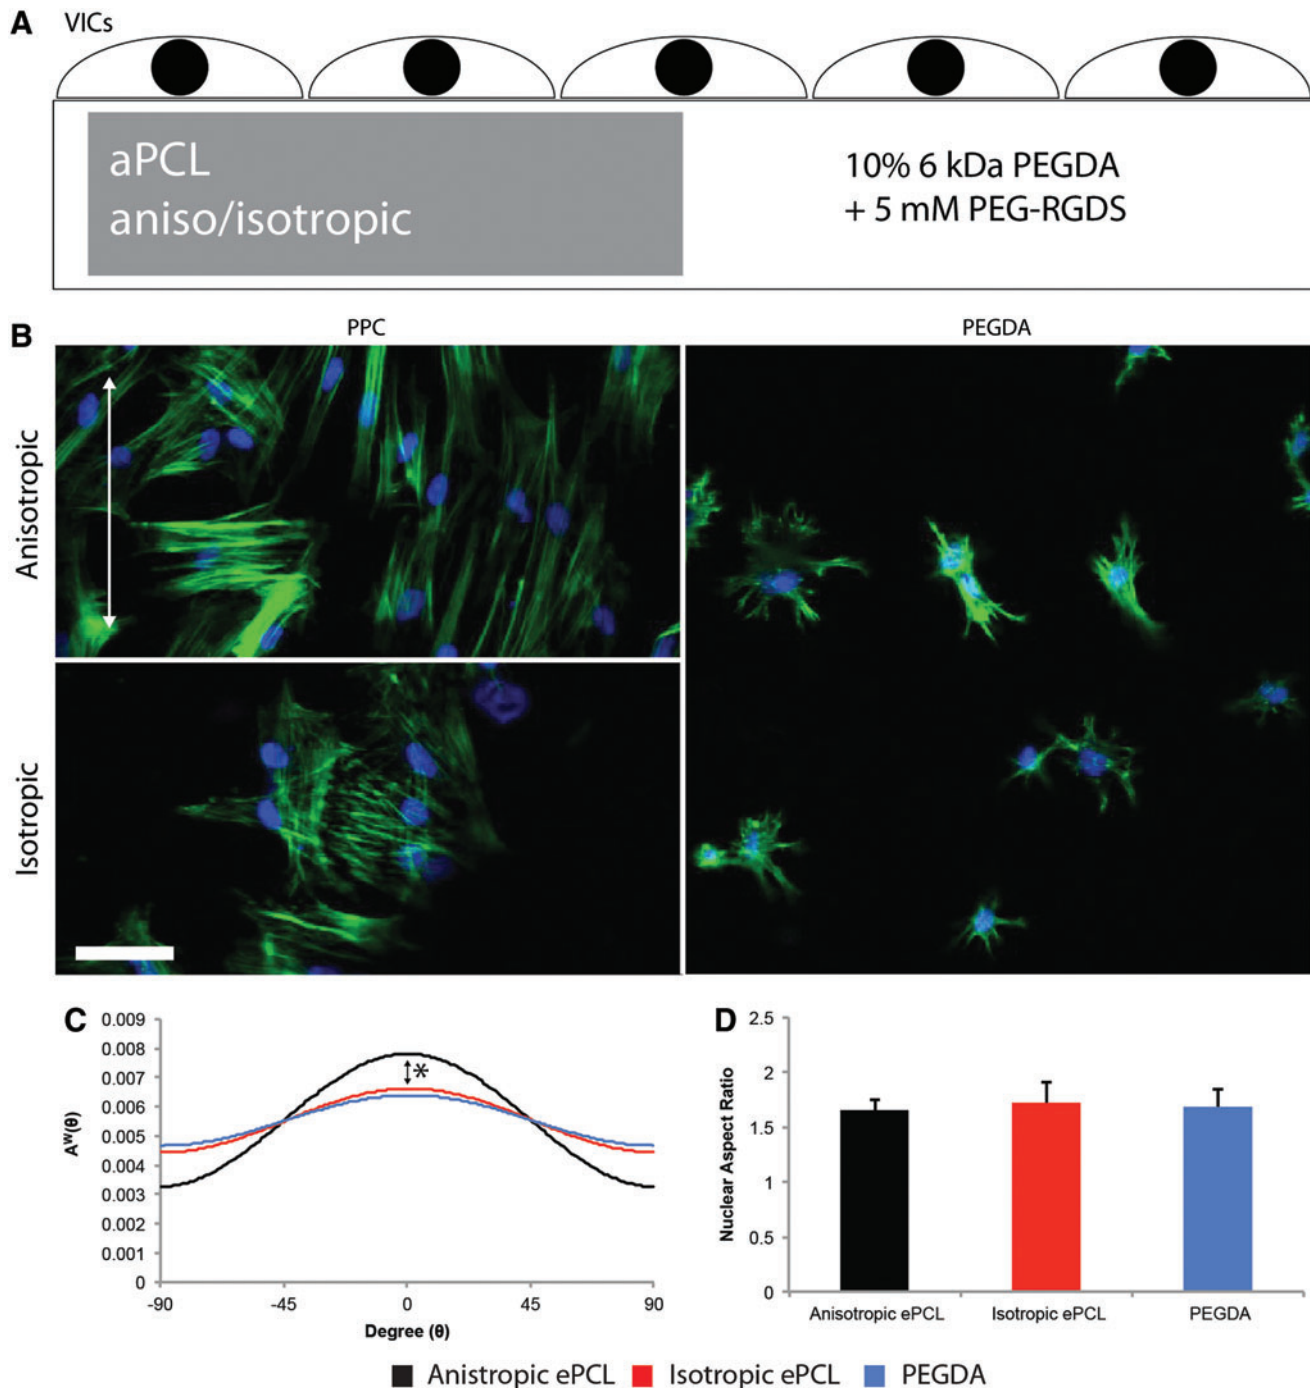 A
VICs
aPCL
aniso/isotropic
10% 6 kDa PEGDA
+ 5 mM PEG-RGDS
B
PPC
PEGDA
Anisotropic
Isotropic
C
0.009
0.008
0.007
0.006
0.005
0.004
0.003
0.002
0.001
0
A^W(θ)
*
-90
-45
0
45
90
Degree (θ)
D
2.5
2
1.5
1
0.5
0
Nuclear Aspect Ratio
Anisotropic ePCL
Isotropic ePCL
PEGDA
Anistropic ePCL
Isotropic ePCL
PEGDA